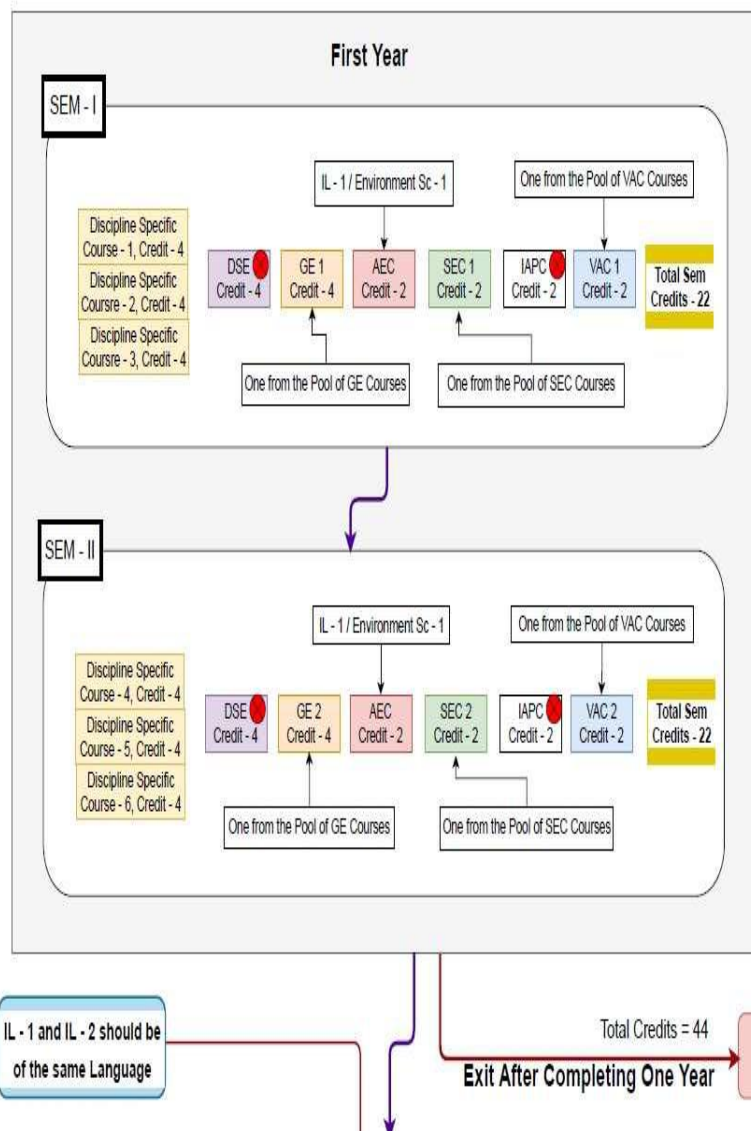 First Year
SEM - I
IL - 1 / Environment Sc - 1
One from the Pool of VAC Courses
Discipline Specific
Course - 1, Credit - 4
Discipline Specific
Coursre - 2, Credit - 4
Discipline Specific
Coursre - 3, Credit - 4
DSE
Credit - 4
GE 1
Credit - 4
AEC
Credit - 2
SEC 1
Credit - 2
IAPC
Credit - 2
VAC 1
Credit - 2
Total Sem
Credits - 22
One from the Pool of GE Courses
One from the Pool of SEC Courses
SEM - II
IL - 1 / Environment Sc - 1
One from the Pool of VAC Courses
Discipline Specific
Course - 4, Credit - 4
Discipline Specific
Course - 5, Credit - 4
Discipline Specific
Course - 6, Credit - 4
DSE
Credit - 4
GE 2
Credit - 4
AEC
Credit - 2
SEC 2
Credit - 2
IAPC
Credit - 2
VAC 2
Credit - 2
Total Sem
Credits - 22
One from the Pool of GE Courses
One from the Pool of SEC Courses
IL - 1 and IL - 2 should be
of the same Language
Total Credits = 44
Exit After Completing One Year